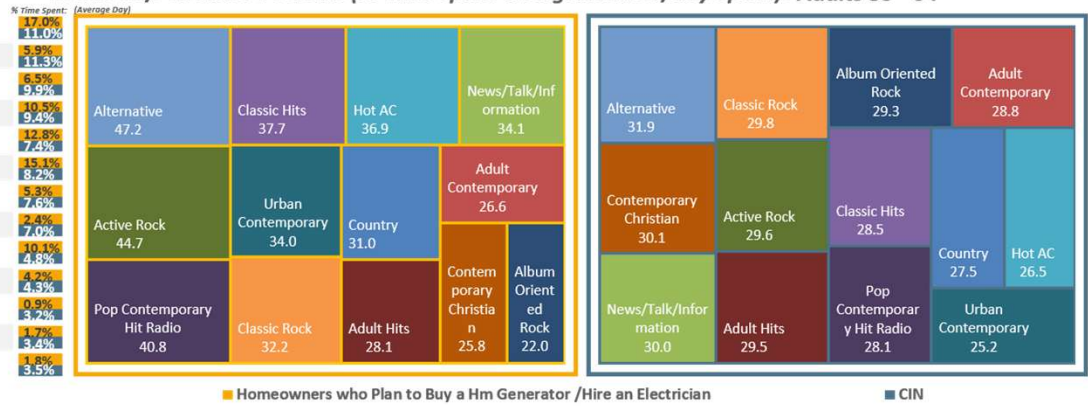 % Time Spent: (Average Day)
17.0%
11.0%
5.9%
11.3%
6.5%
9.9%
10.5%
9.4%
12.8%
7.4%
15.1%
8.2%
5.3%
7.6%
2.4%
7.0%
10.1%
4.8%
4.2%
4.3%
0.9%
3.2%
1.7%
3.4%
1.8%
3.5%
Alternative
47.2
Classic Hits
37.7
Hot AC
36.9
News/Talk/Inf
ormation
34.1
Active Rock
44.7
Urban
Contemporary
34.0
Country
31.0
Adult
Contemporary
26.6
Pop Contemporary
Hit Radio
40.8
Classic Rock
32.2
Adult Hits
28.1
Contem
porary
Christia
n
25.8
Album
Orient
ed
Rock
22.0
Alternative
31.9
Classic Rock
29.8
Album Oriented
Rock
29.3
Adult
Contemporary
28.8
Contemporary
Christian
30.1
Active Rock
29.6
Classic Hits
28.5
Country
27.5
Hot AC
26.5
News/Talk/Infor
mation
30.0
Adult Hits
29.5
Pop
Contemporar
y Hit Radio
28.1
Urban
Contemporary
25.2
Homeowners who Plan to Buy a Hm Generator /Hire an Electrician
CIN